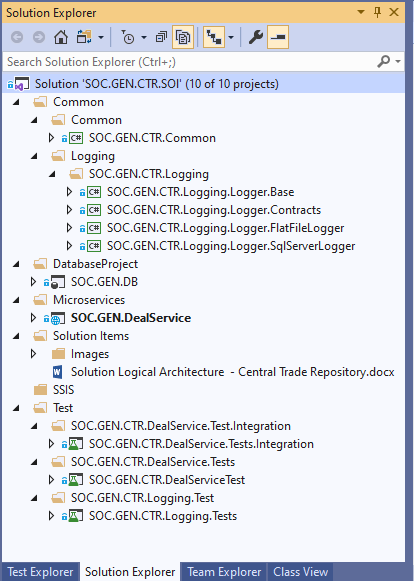 Solution Explorer
Search Solution Explorer (Ctrl+;)
Solution 'SOC.GEN.CTR.SOI' (10 of 10 projects)
Common
Common
C# SOC.GEN.CTR.Common
Logging
SOC.GEN.CTR.Logging
C# SOC.GEN.CTR.Logging.Logger.Base
C# SOC.GEN.CTR.Logging.Logger.Contracts
C# SOC.GEN.CTR.Logging.Logger.FlatFileLogger
C# SOC.GEN.CTR.Logging.Logger.SqlServerLogger
DatabaseProject
SOC.GEN.DB
Microservices
SOC.GEN.DealService
Solution Items
Images
W Solution Logical Architecture - Central Trade Repository.docx
SSIS
Test
SOC.GEN.CTR.DealService.Test.Integration
SOC.GEN.CTR.DealService.Tests.Integration
SOC.GEN.CTR.DealService.Tests
SOC.GEN.CTR.DealServiceTest
SOC.GEN.CTR.Logging.Test
SOC.GEN.CTR.Logging.Tests
Test Explorer Solution Explorer Team Explorer Class View